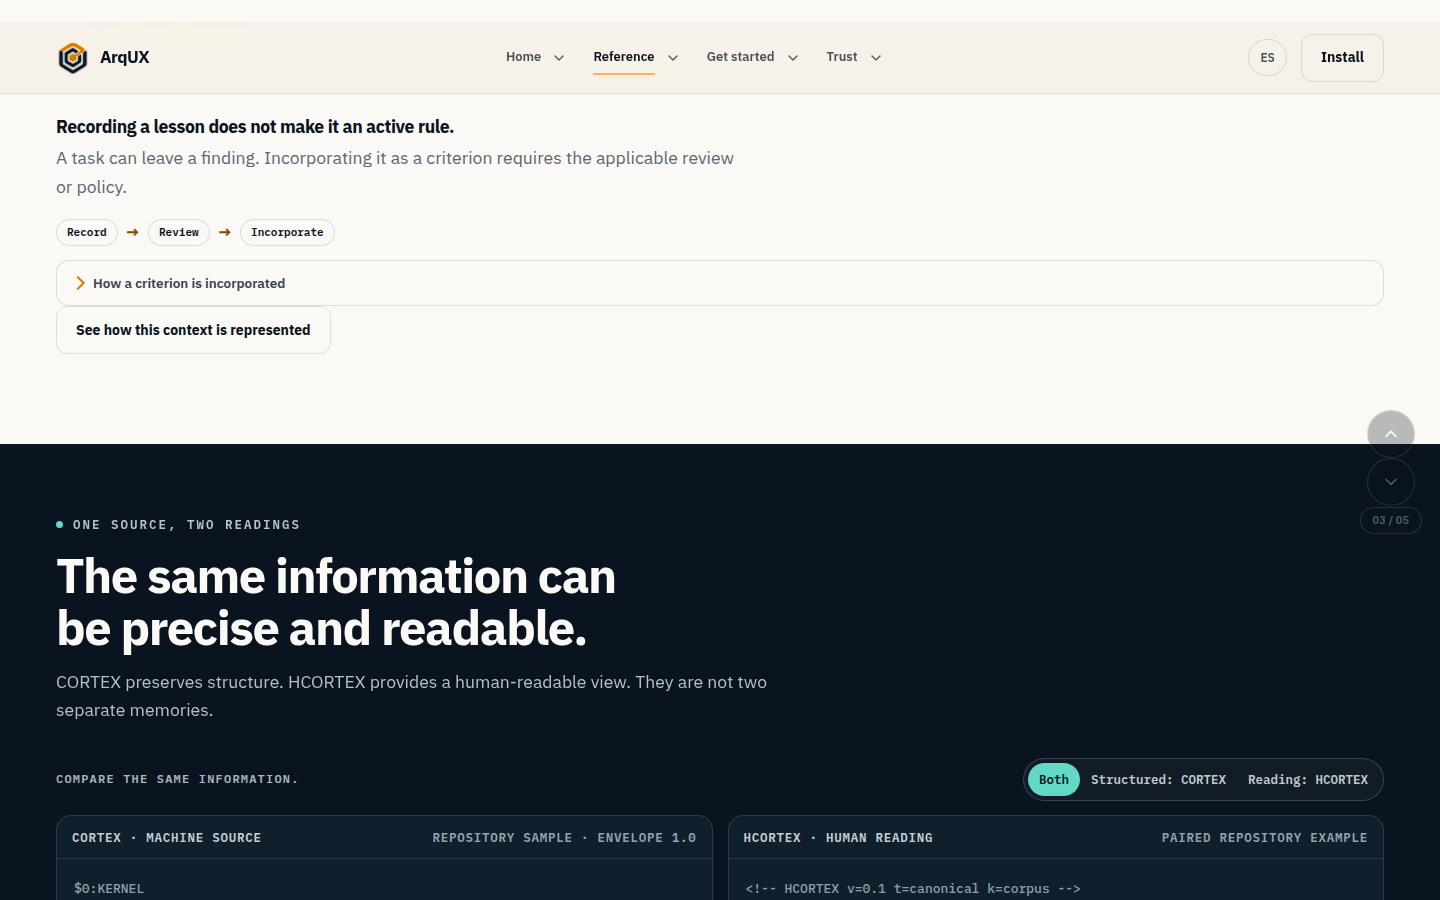 ArqUX
Home
Reference
Get started
Trust
ES
Install
Recording a lesson does not make it an active rule.
A task can leave a finding. Incorporating it as a criterion requires the applicable review
or policy.
Record → Review → Incorporate
How a criterion is incorporated
See how this context is represented
03 / 05
ONE SOURCE, TWO READINGS
The same information can
be precise and readable.
CORTEX preserves structure. HCORTEX provides a human-readable view. They are not two
separate memories.
COMPARE THE SAME INFORMATION.
Both
Structured: CORTEX
Reading: HCORTEX
CORTEX · MACHINE SOURCE
REPOSITORY SAMPLE · ENVELOPE 1.0
$0:KERNEL
HCORTEX · HUMAN READING
PAIRED REPOSITORY EXAMPLE
<!-- HCORTEX v=0.1 t=canonical k=corpus -->